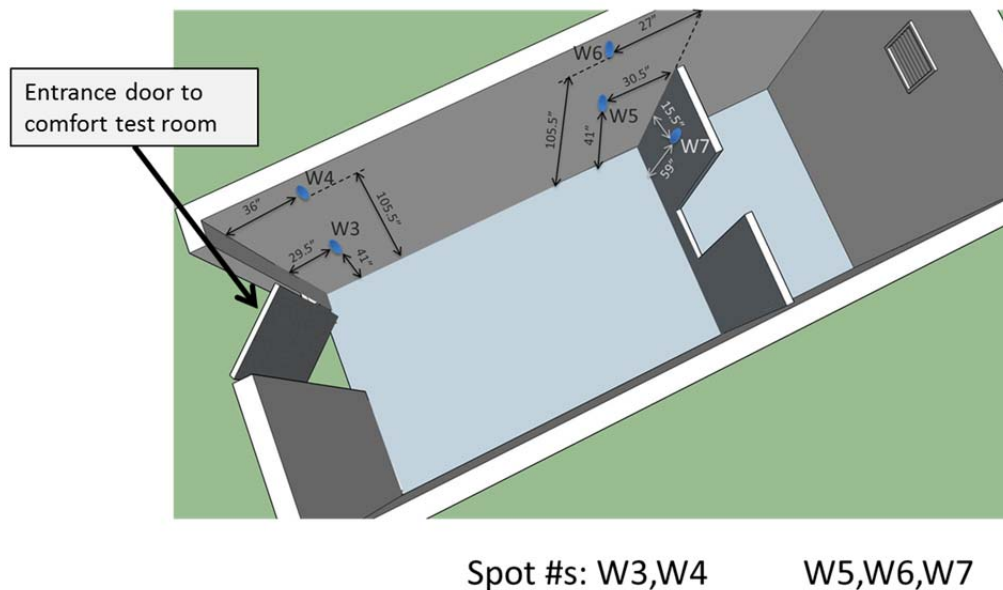 27"
W6
Entrance door to
comfort test room
30.5"
105.5"
W5
41"
15.5"
W7
59"
W4
36"
105.5"
W3
29.5"
41"
Spot #s: W3,W4 W5,W6,W7